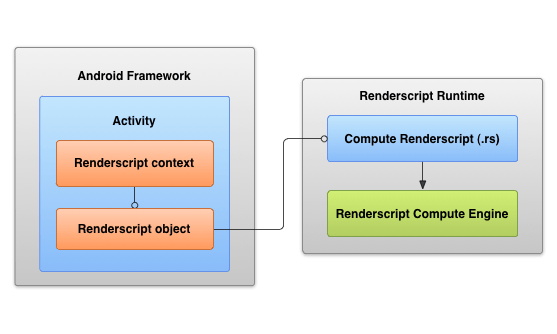 Android Framework
Activity
Renderscript context
Renderscript object
Renderscript Runtime
Compute Renderscript (.rs)
Renderscript Compute Engine